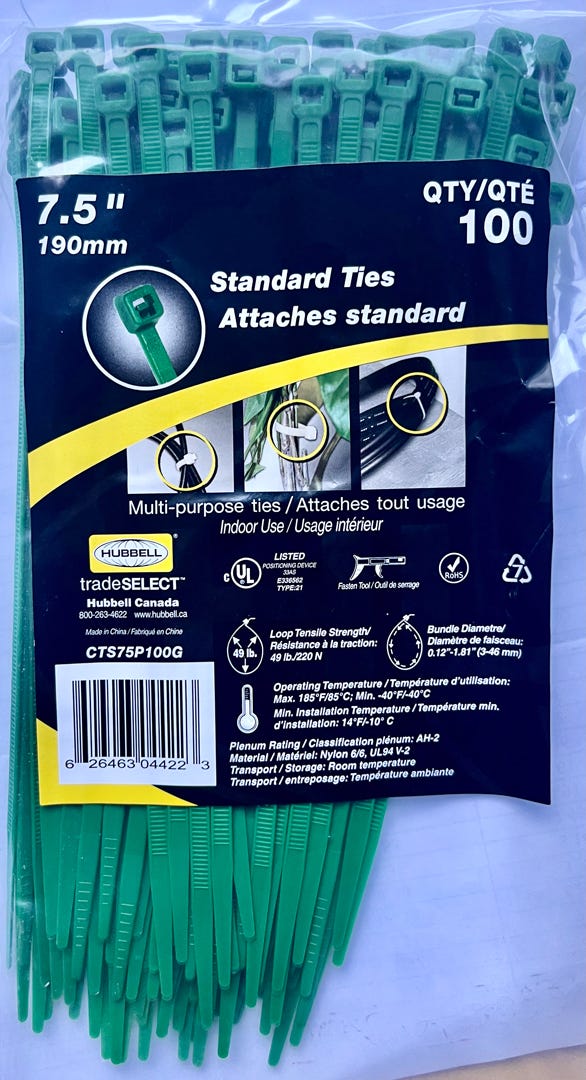 7.5"
190mm
QTY/QTÉ
100
Standard Ties
Attaches standard
Multi-purpose ties / Attaches tout usage
Indoor Use / Usage intérieur
HUBBELL®
tradeSELECT™
Hubbell Canada
800-263-4622 www.hubbell.ca
Made in China / Fabriqué en Chine
CTS75P100G
c UL
LISTED
POSITIONING DEVICE
33AS
E336562
TYPE:21
Fasten Tool / Outil de serrage
RoHS
7
49 lb.
Loop Tensile Strength/
Résistance à la traction:
49 lb./220 N
Bundle Diametre/
Diamètre de faisceau:
0.12"-1.81" (3-46 mm)
Operating Temperature / Température d'utilisation:
Max. 185°F/85°C; Min. -40°F/-40°C
Min. Installation Temperature / Température min.
d'installation: 14°F/-10° C
Plenum Rating / Classification plénum: AH-2
Material / Matériel: Nylon 6/6, UL94 V-2
Transport / Storage: Room temperature
Transport / entreposage: Température ambiante
6 26463 04422 3